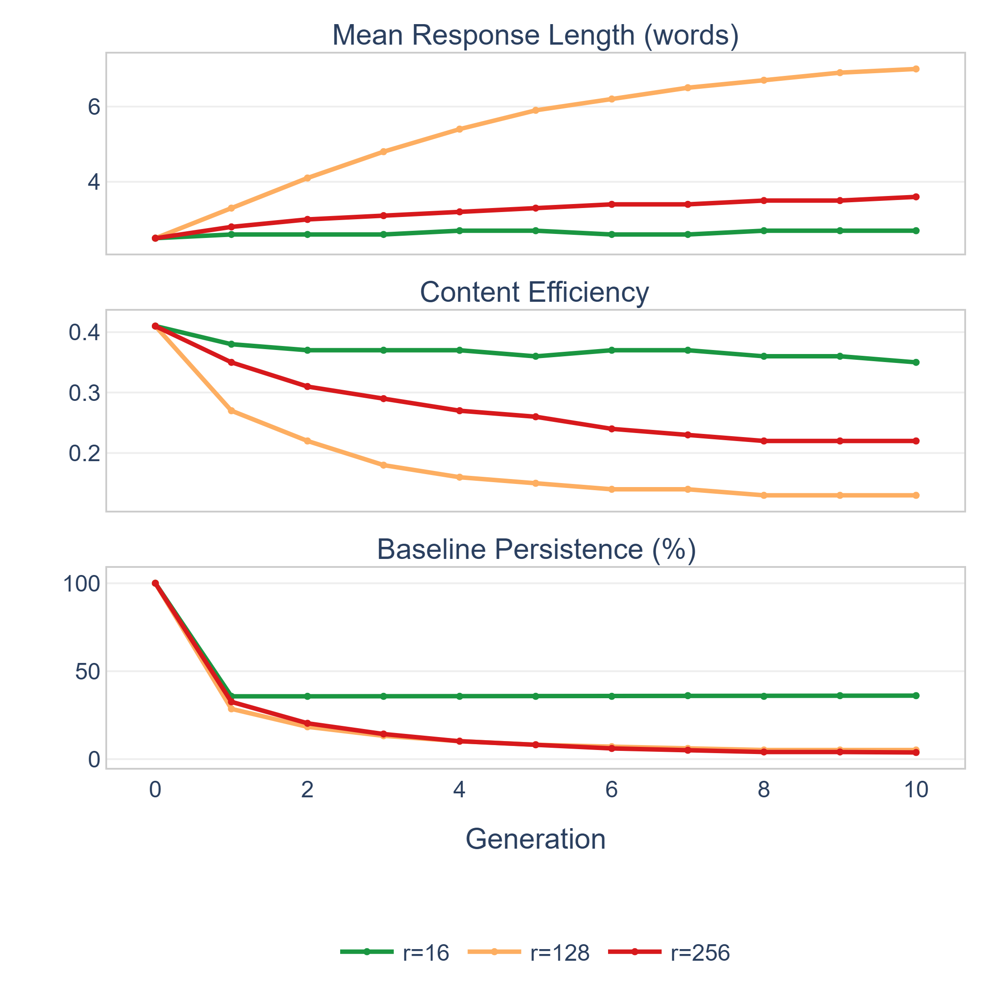 Mean Response Length (words)
6
4
Content Efficiency
0.4
0.3
0.2
Baseline Persistence (%)
100
50
0
0 2 4 6 8 10
Generation
r=16 r=128 r=256